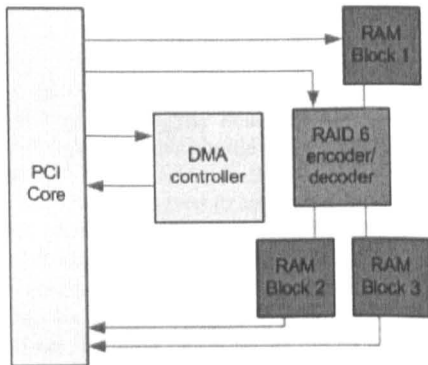 RAM
Block 1
RAID 6
encoder/
decoder
DMA
controller
PCI
Core
RAM
Block 2
RAM
Block 3